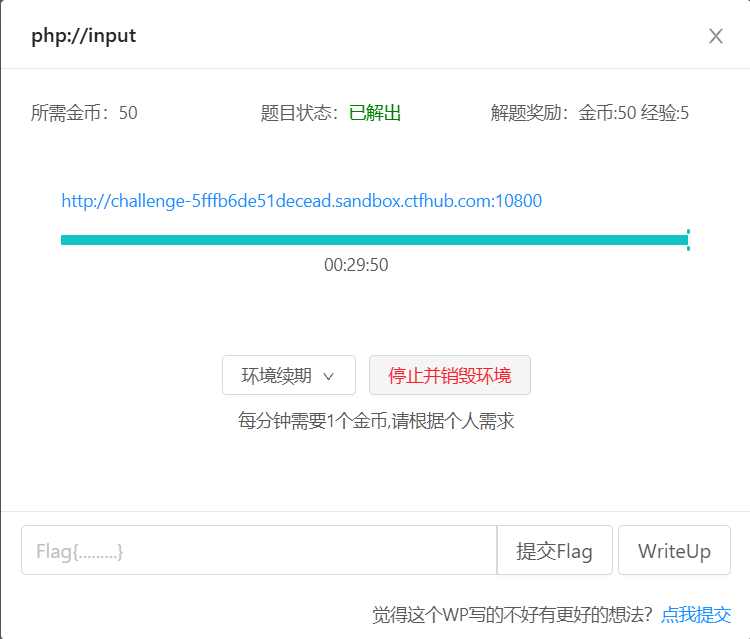 php://input
所需金币：50 题目状态：已解出 解题奖励：金币:50 经验:5
http://challenge-5fffb6de51decead.sandbox.ctfhub.com:10800
00:29:50
环境续期 停止并销毁环境
每分钟需要1个金币,请根据个人需求
Flag{.........} 提交Flag WriteUp
觉得这个WP写的不好有更好的想法？点我提交